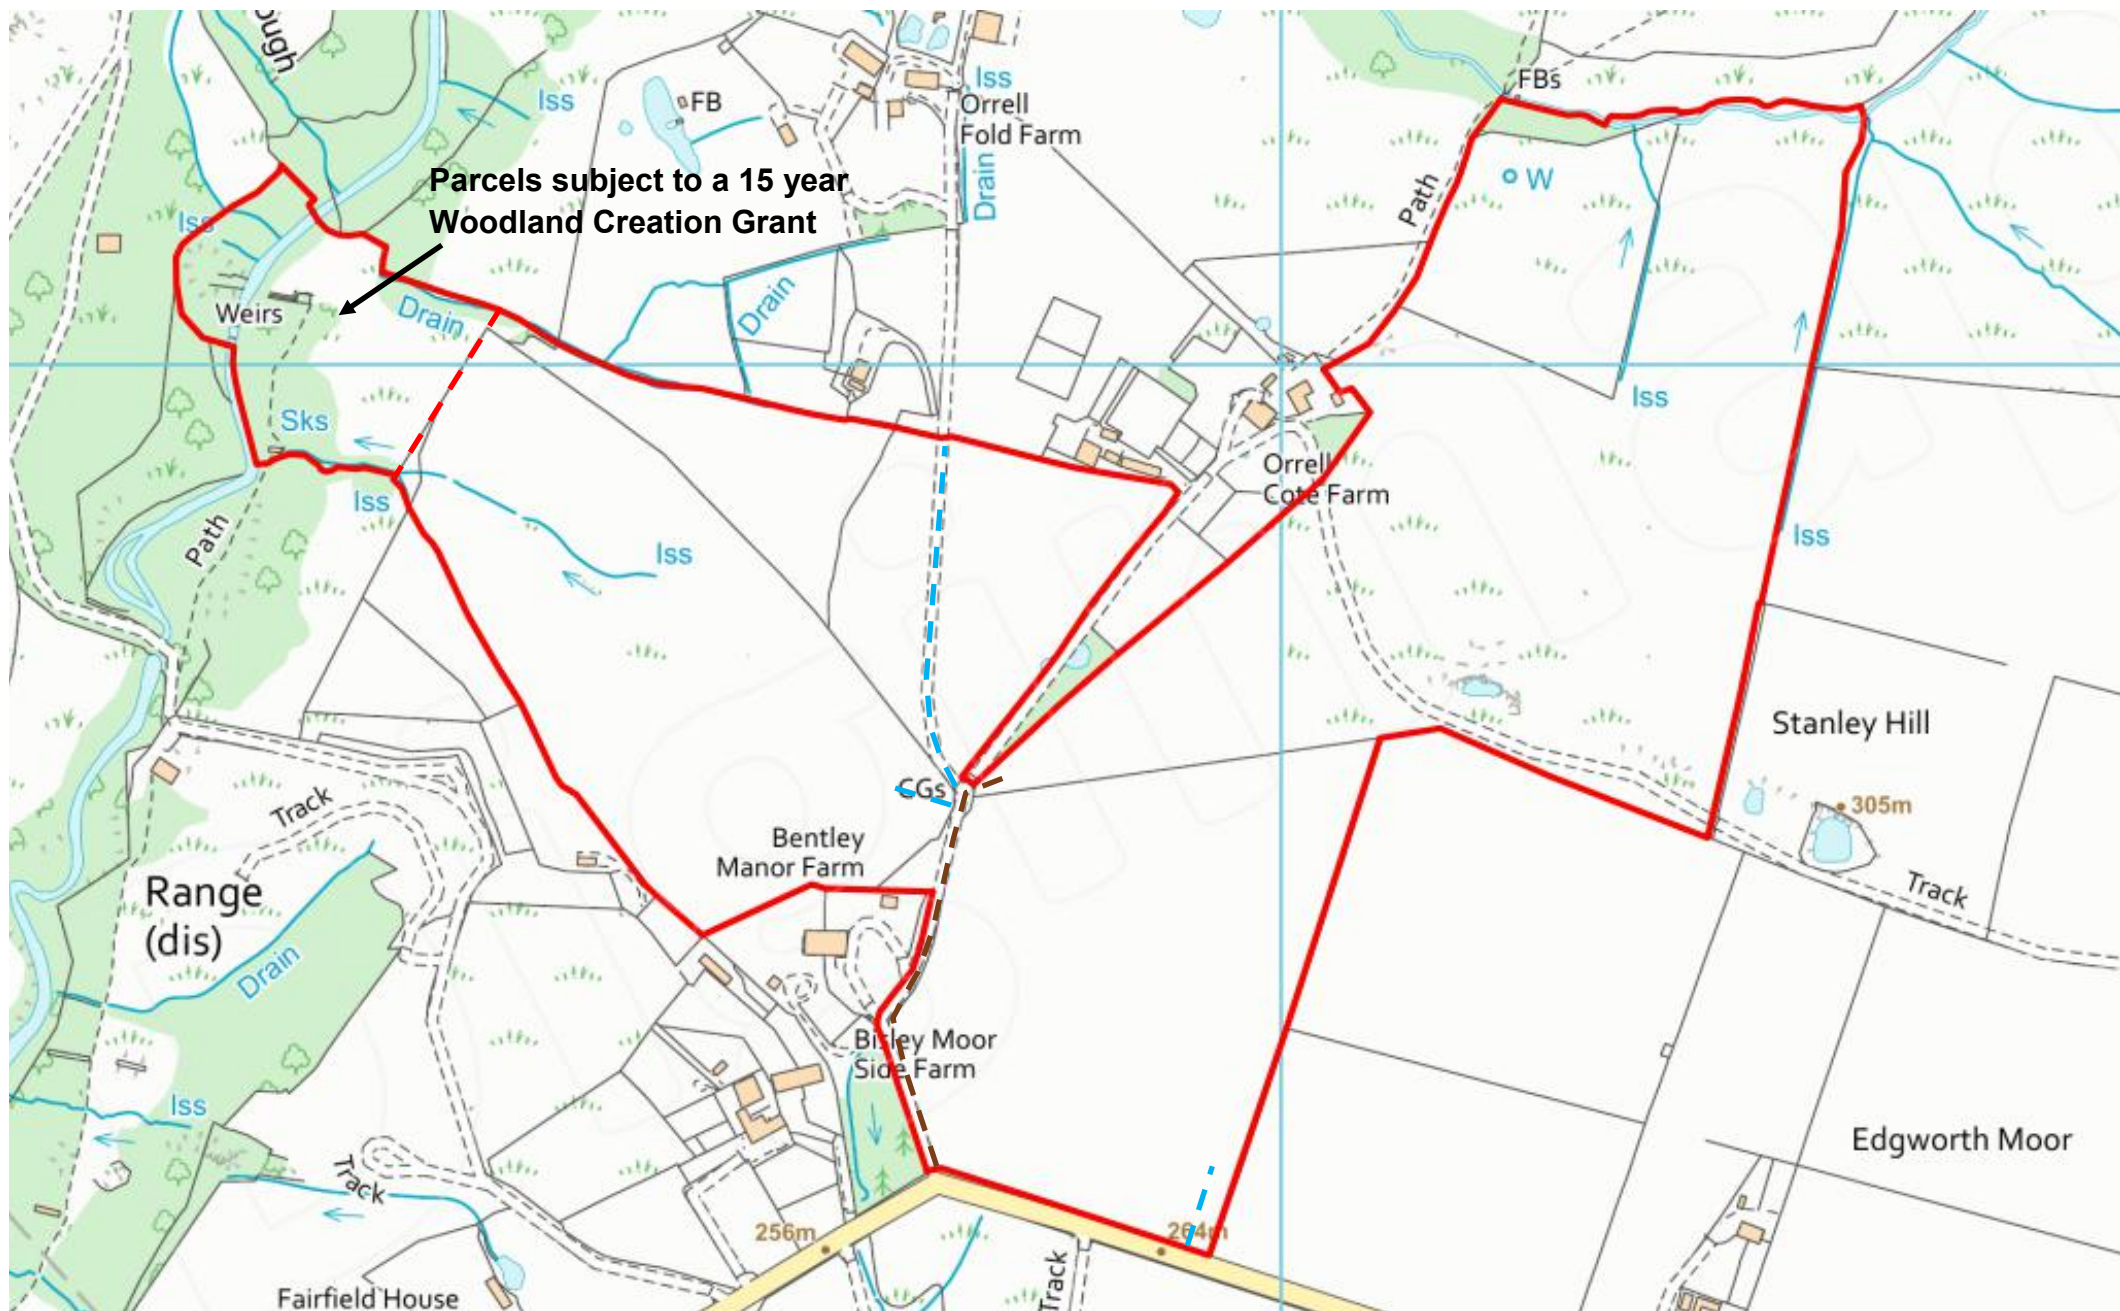 ough
Iss
FB
Iss
Orrell
Fold Farm
Drain
FBs
W
Path
Parcels subject to a 15 year
Woodland Creation Grant
Iss
Weirs
Drain
Drain
Sks
Iss
Path
Iss
Orrell
Cote Farm
Iss
Iss
CGs
Stanley Hill
305m
Track
Track
Bentley
Manor Farm
Range
(dis)
Drain
Bisley Moor
Side Farm
Iss
Track
Edgworth Moor
256m
264m
Track
Fairfield House